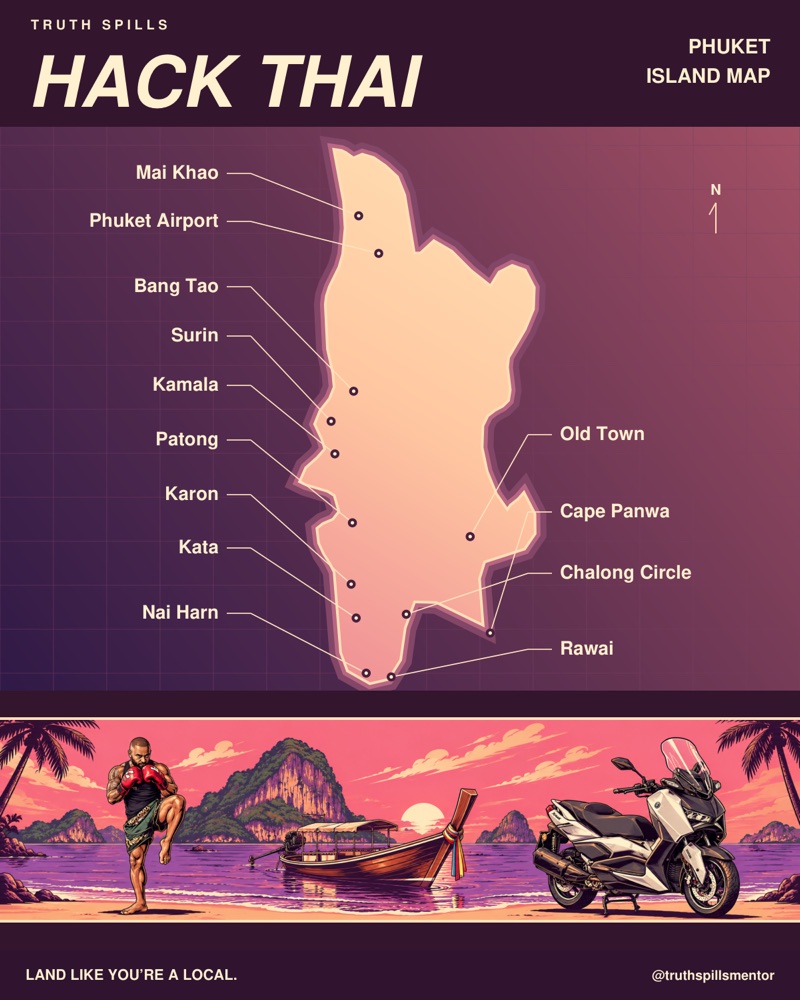 TRUTH SPILLS
HACK THAI
PHUKET
ISLAND MAP
N
Mai Khao
Phuket Airport
Bang Tao
Surin
Kamala
Patong
Karon
Kata
Nai Harn
Old Town
Cape Panwa
Chalong Circle
Rawai
LAND LIKE YOU'RE A LOCAL.
@truthspillsmentor